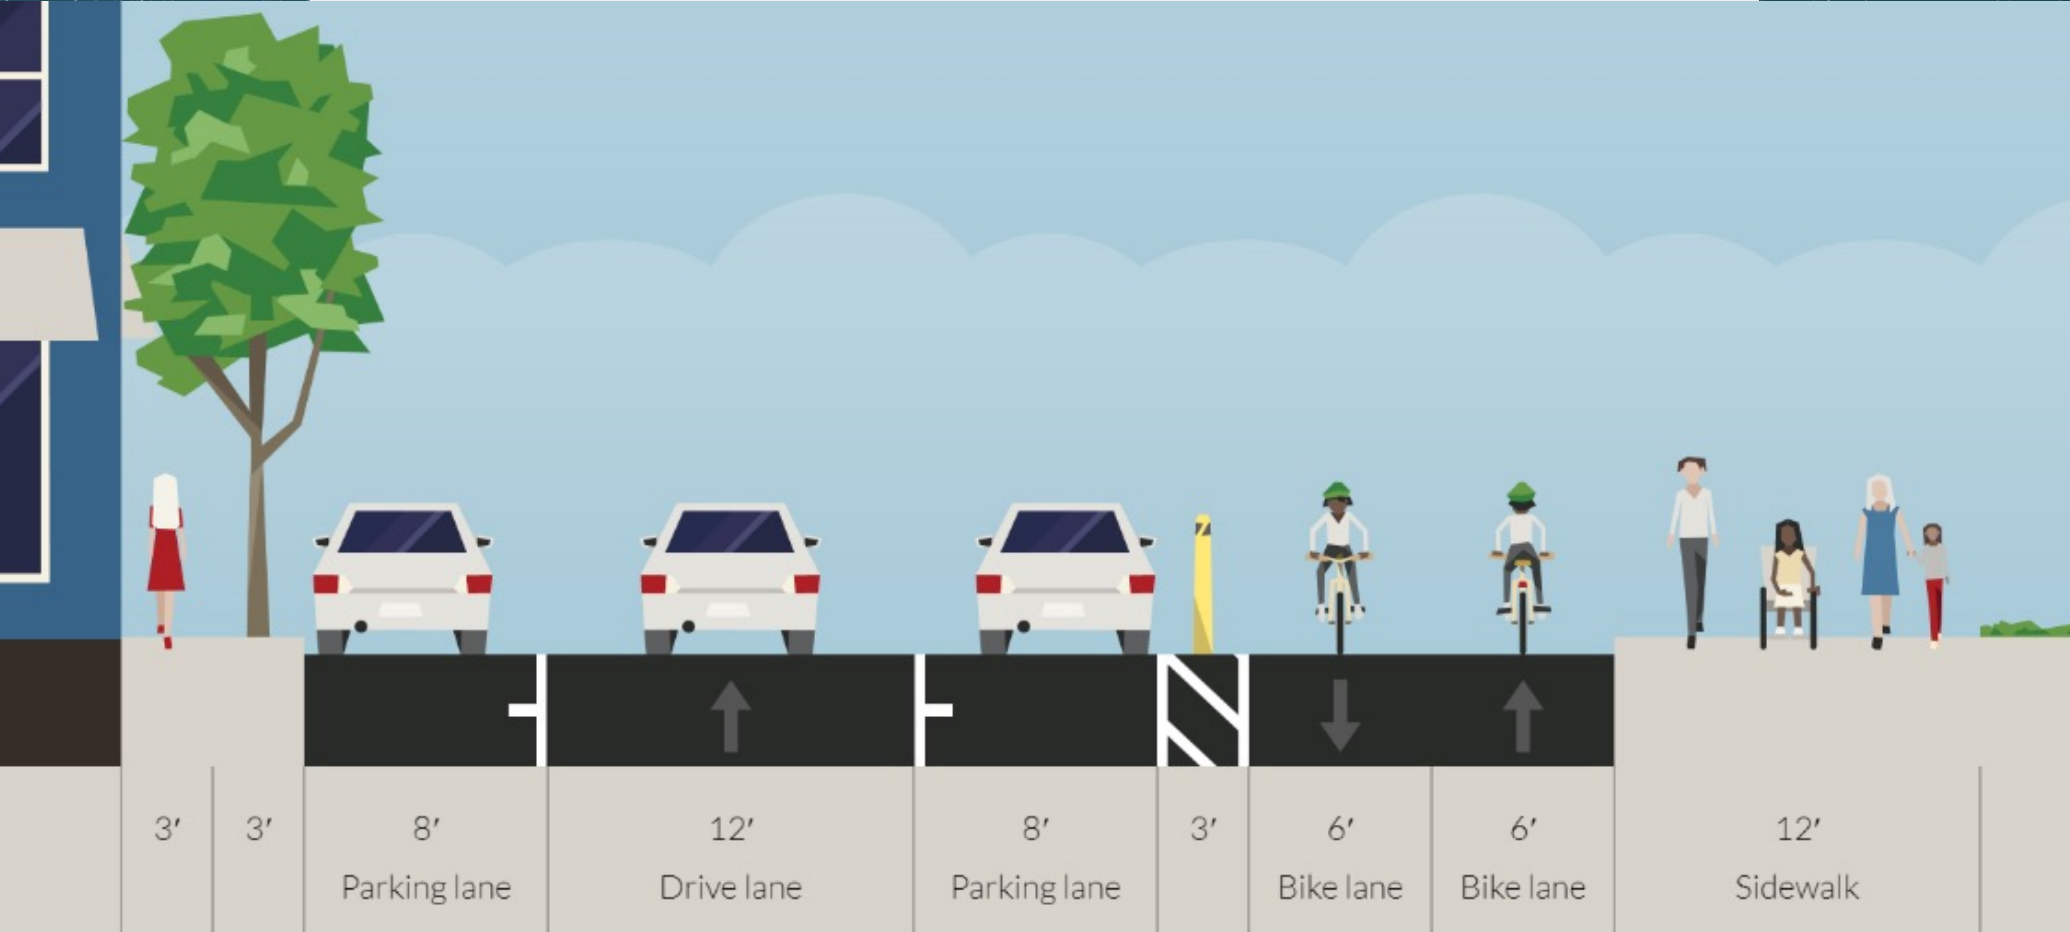 3′ 3′ 8′ 12′ 8′ 3′ 6′ 6′ 12′
Parking lane Drive lane Parking lane Bike lane Bike lane Sidewalk